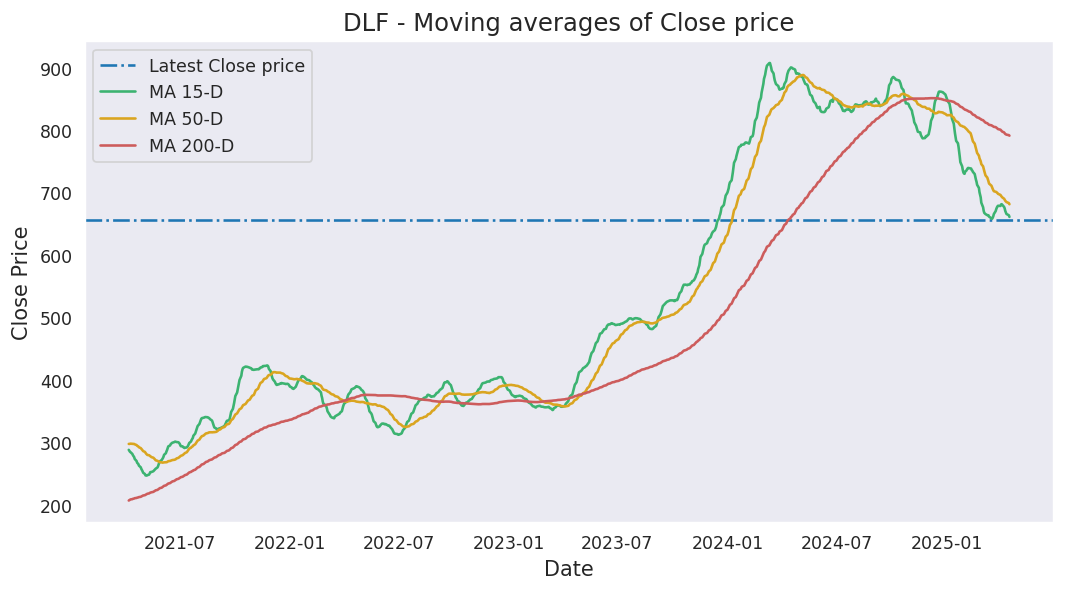 DLF - Moving averages of Close price
Latest Close price
MA 15-D
MA 50-D
MA 200-D
Close Price
900
800
700
600
500
400
300
200
2021-07 2022-01 2022-07 2023-01 2023-07 2024-01 2024-07 2025-01
Date